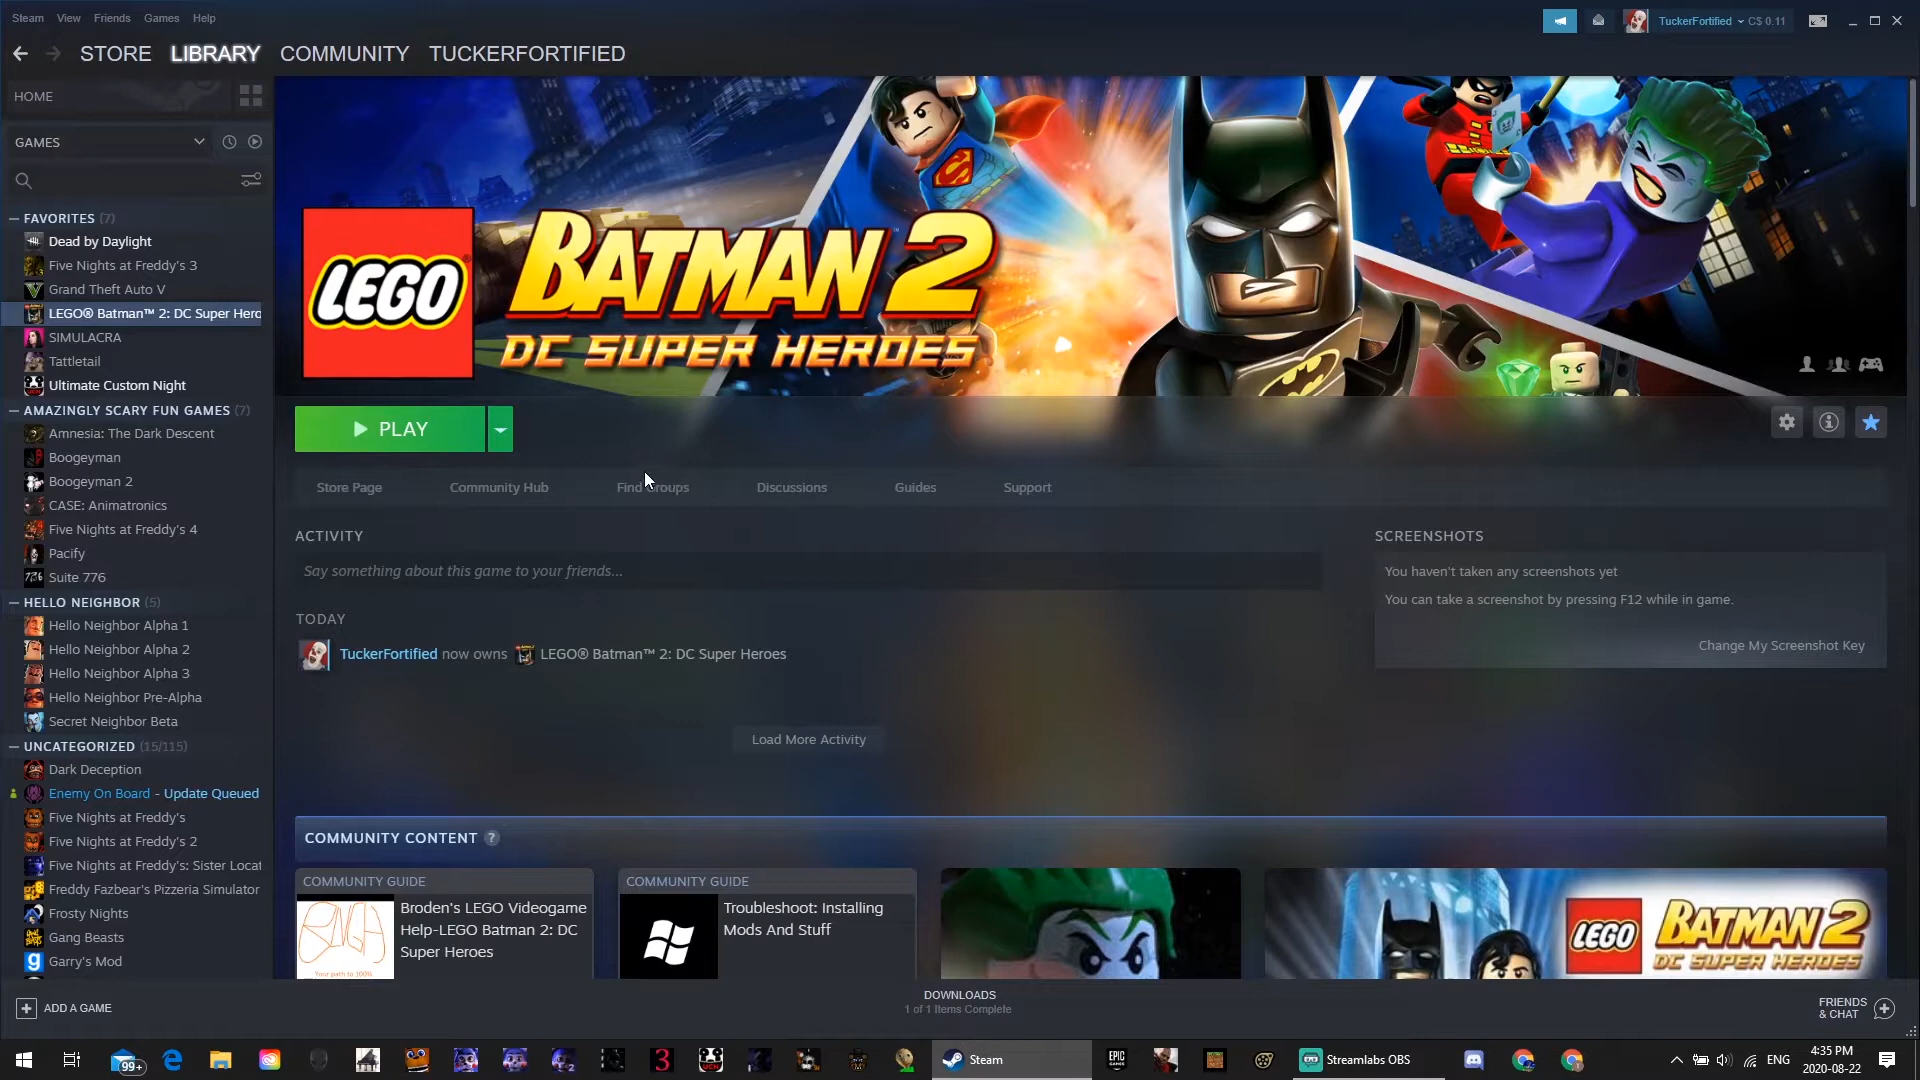 Steam View Friends Games Help
TuckerFortified C$ 0.11
STORE LIBRARY COMMUNITY TUCKERFORTIFIED
HOME
GAMES
LEGO
BATMAN 2
DC SUPER HEROES
FAVORITES (7)
Dead by Daylight
Five Nights at Freddy's 3
Grand Theft Auto V
LEGO® Batman™ 2: DC Super Hero
SIMULACRA
Tattletail
Ultimate Custom Night
AMAZINGLY SCARY FUN GAMES (7)
Amnesia: The Dark Descent
Boogeyman
Boogeyman 2
CASE: Animatronics
Five Nights at Freddy's 4
Pacify
Suite 776
HELLO NEIGHBOR (5)
Hello Neighbor Alpha 1
Hello Neighbor Alpha 2
Hello Neighbor Alpha 3
Hello Neighbor Pre-Alpha
Secret Neighbor Beta
UNCATEGORIZED (15/115)
Dark Deception
Enemy On Board - Update Queued
Five Nights at Freddy's
Five Nights at Freddy's 2
Five Nights at Freddy's: Sister Locat
Freddy Fazbear's Pizzeria Simulator
Frosty Nights
Gang Beasts
Garry's Mod
PLAY
Store Page Community Hub Find Groups Discussions Guides Support
ACTIVITY
Say something about this game to your friends...
TODAY
TuckerFortified now owns LEGO® Batman™ 2: DC Super Heroes
Load More Activity
SCREENSHOTS
You haven't taken any screenshots yet
You can take a screenshot by pressing F12 while in game.
Change My Screenshot Key
COMMUNITY CONTENT ?
COMMUNITY GUIDE
Broden's LEGO Videogame
Help-LEGO Batman 2: DC
Super Heroes
Your path to 100%
COMMUNITY GUIDE
Troubleshoot: Installing
Mods And Stuff
LEGO
BATMAN 2
DC SUPER HEROES
ADD A GAME
DOWNLOADS
1 of 1 Items Complete
FRIENDS
& CHAT
99+
Steam
EPIC GAMES
Streamlabs OBS
ENG
4:35 PM
2020-08-22